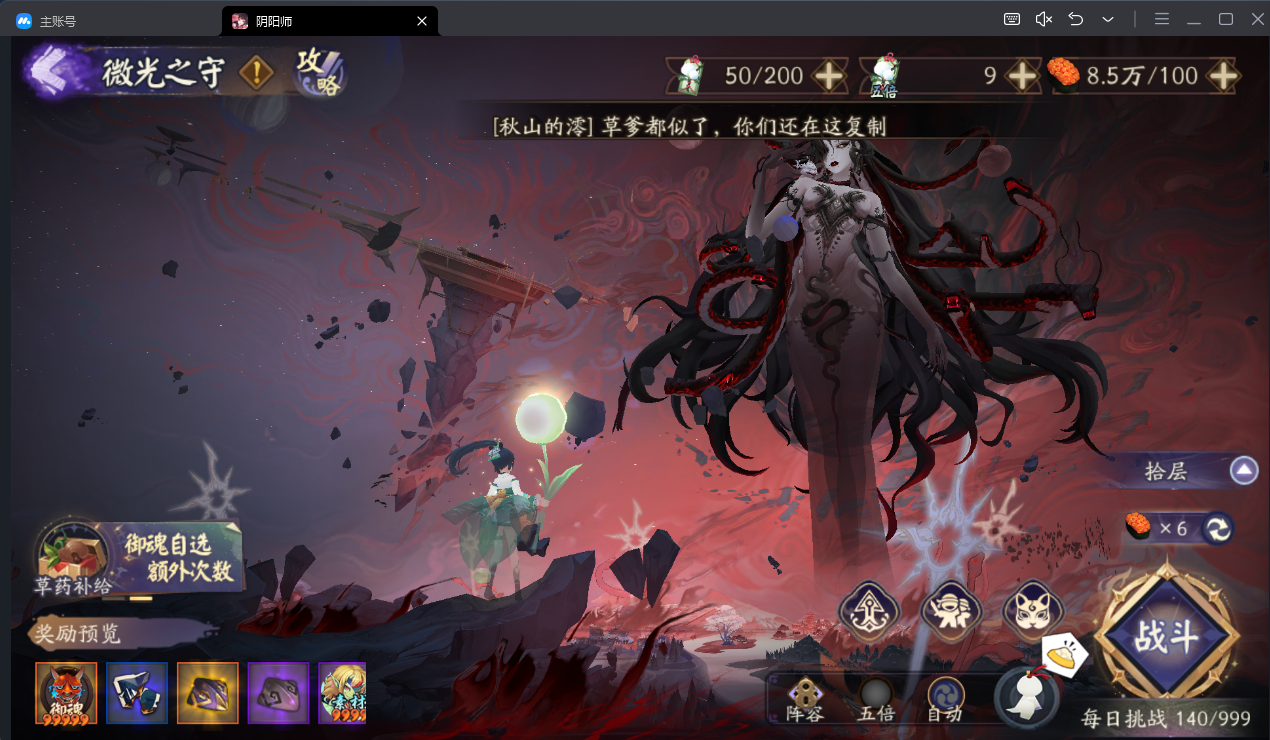 主账号
阴阳师
微光之守
攻略
50/200
五倍
9
8.5万/100
[秋山的澪] 草爹都似了，你们还在这复制
拾层
×6
御魂自选
额外次数
草药补给
奖励预览
御魂
99999
素材
9999
战斗
阵容
五倍
自动
每日挑战 140/999